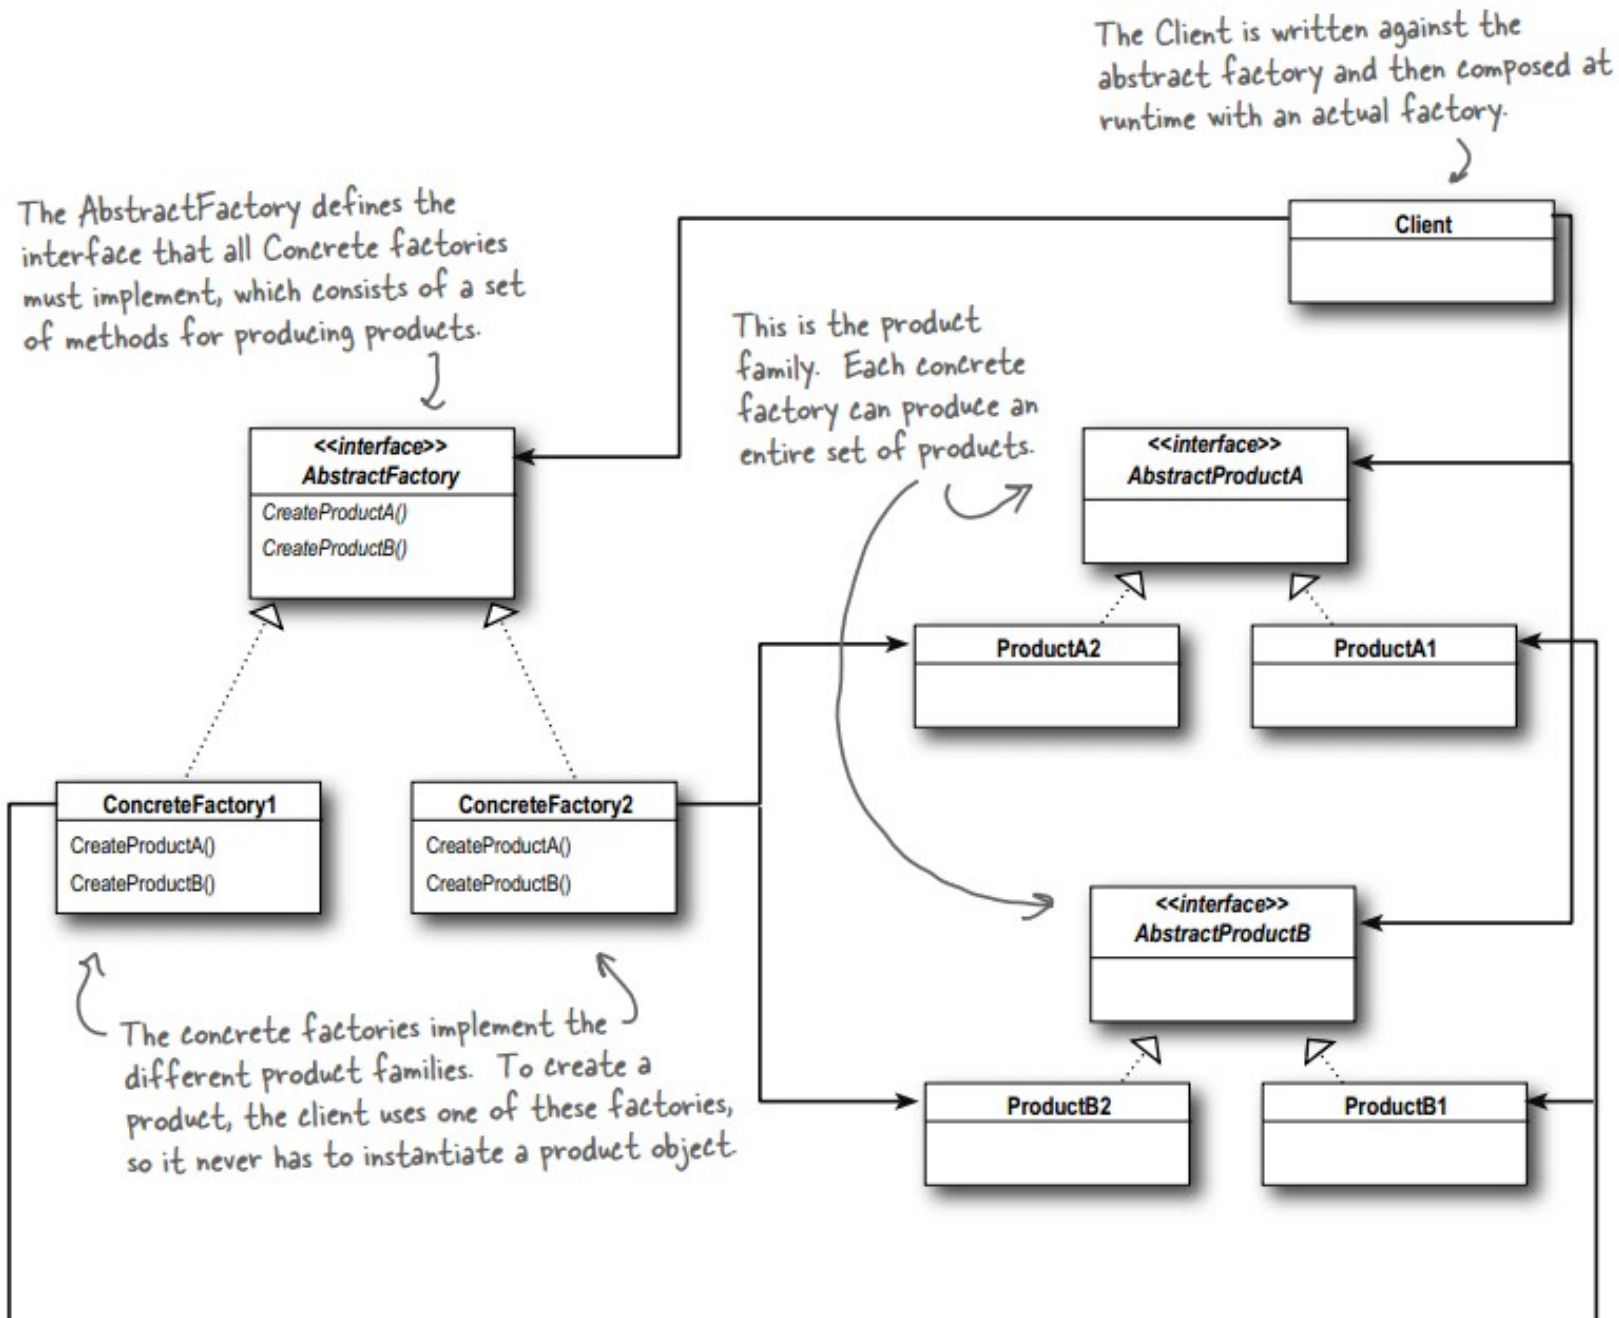 The Client is written against the
abstract factory and then composed at
runtime with an actual factory.
Client
The AbstractFactory defines the
interface that all Concrete factories
must implement, which consists of a set
of methods for producing products.
This is the product
family. Each concrete
factory can produce an
entire set of products.
<<interface>>
AbstractFactory
CreateProductA()
CreateProductB()
<<interface>>
AbstractProductA
ProductA2
ProductA1
ConcreteFactory1
CreateProductA()
CreateProductB()
ConcreteFactory2
CreateProductA()
CreateProductB()
<<interface>>
AbstractProductB
The concrete factories implement the
different product families. To create a
product, the client uses one of these factories,
so it never has to instantiate a product object.
ProductB2
ProductB1